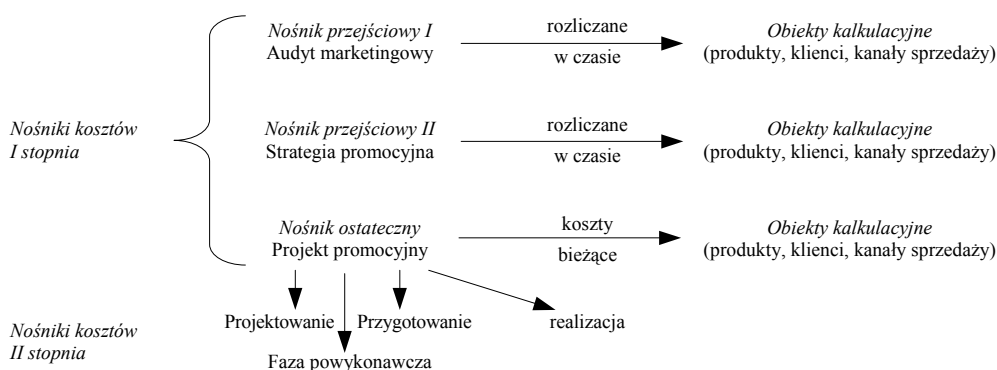 Nośnik przejściowy I
Audyt marketingowy
rozliczane
w czasie
Obiekty kalkulacyjne
(produkty, klienci, kanały sprzedaży)
Nośniki kosztów
I stopnia
Nośnik przejściowy II
Strategia promocyjna
rozliczane
w czasie
Obiekty kalkulacyjne
(produkty, klienci, kanały sprzedaży)
Nośnik ostateczny
Projekt promocyjny
koszty
bieżące
Obiekty kalkulacyjne
(produkty, klienci, kanały sprzedaży)
Nośniki kosztów
II stopnia
Projektowanie
Przygotowanie
realizacja
Faza powykonawcza